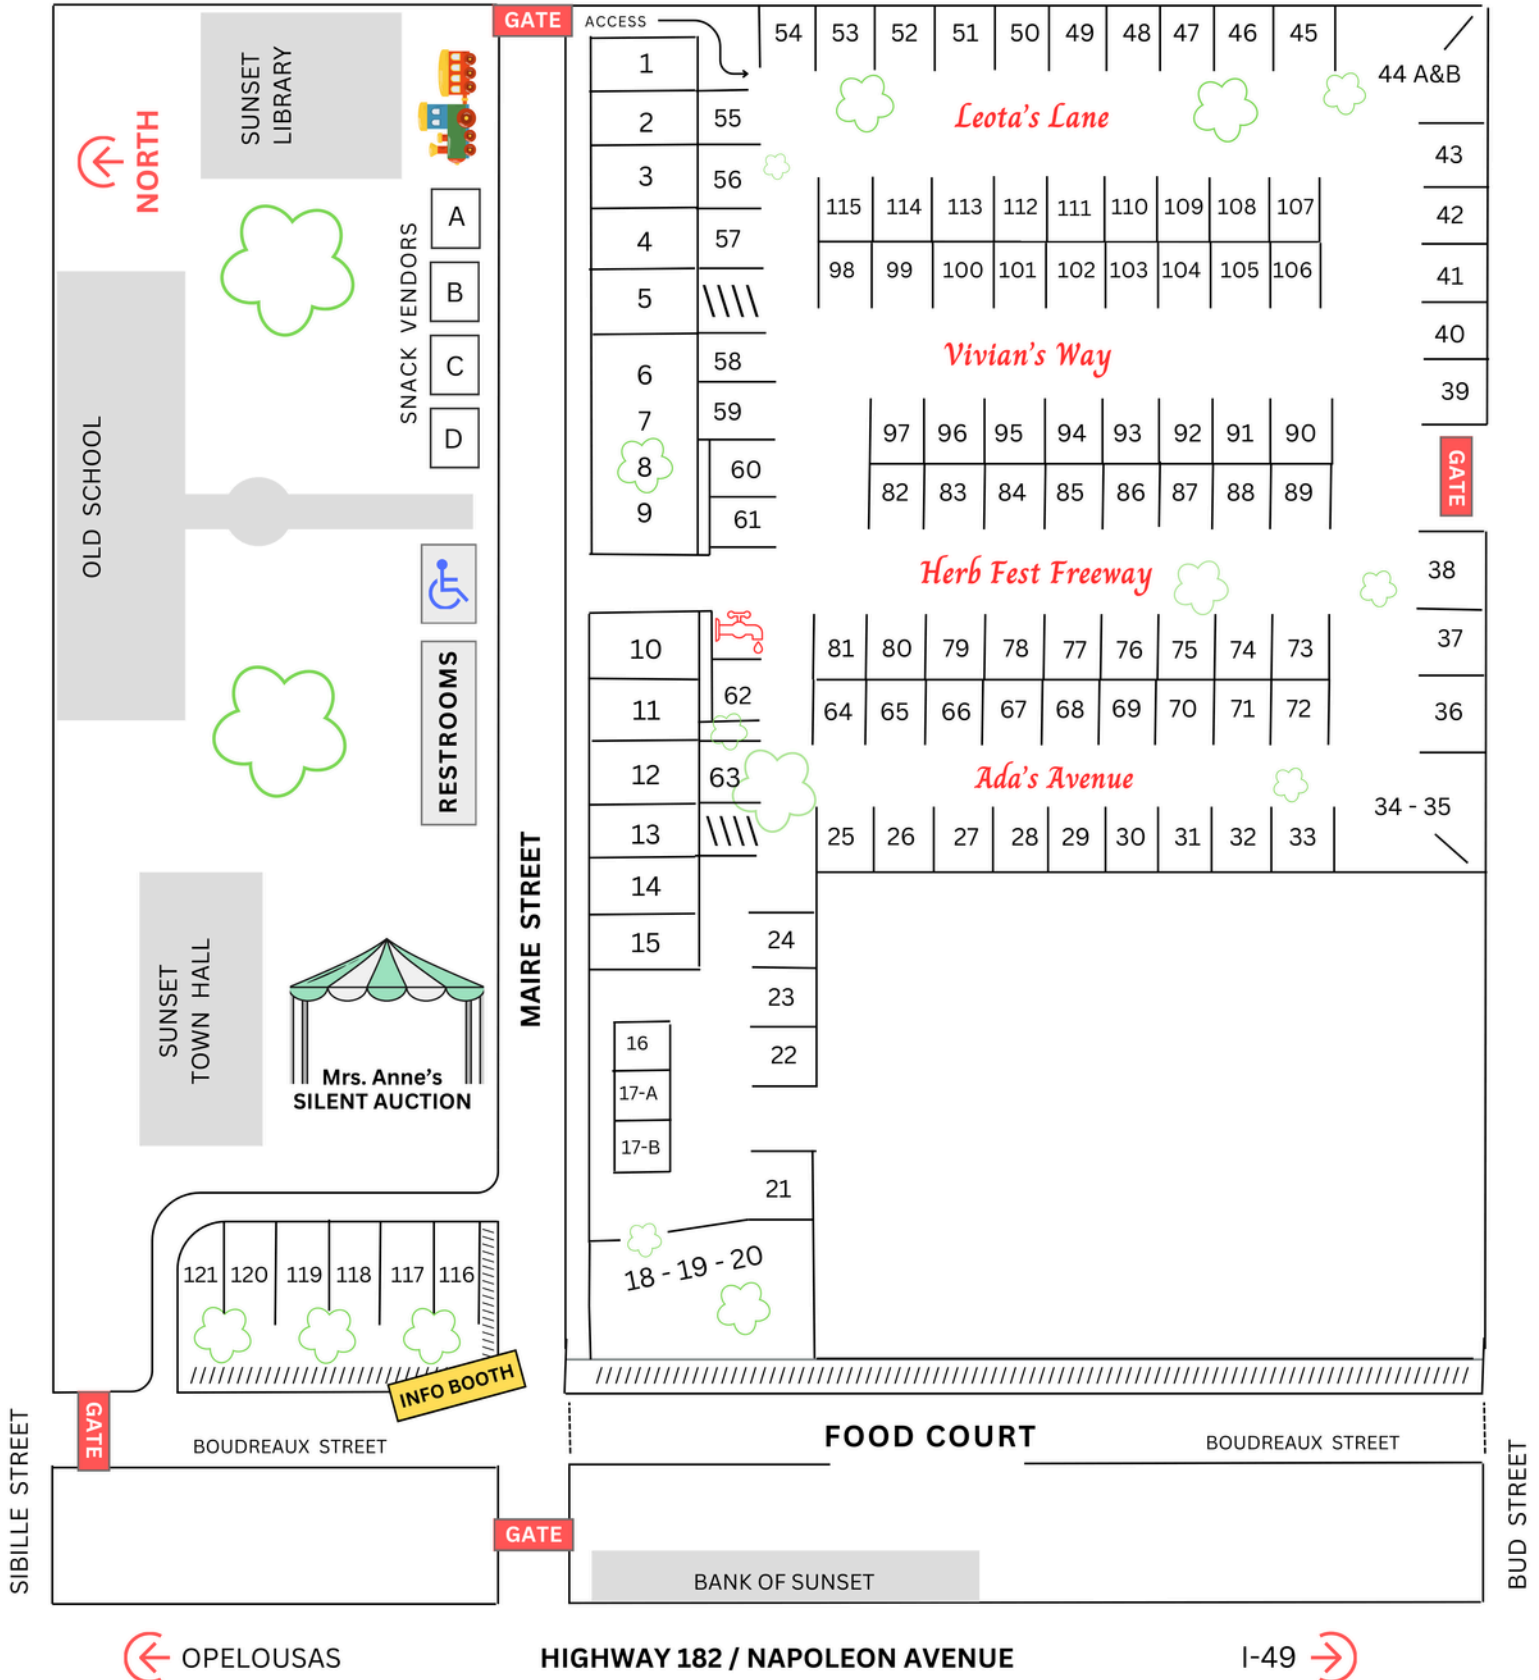 GATE
ACCESS
54 53 52 51 50 49 48 47 46 45
44 A&B
SUNSET
LIBRARY
NORTH
SNACK VENDORS
A
B
C
D
OLD SCHOOL
RESTROOMS
SUNSET
TOWN HALL
Mrs. Anne's
SILENT AUCTION
MAIRE STREET
1
2
3
4
5
6
7
8
9
10
11
12
13
14
15
16
17-A
17-B
18 - 19 - 20
55
56
57
58
59
60
61
62
63
Leota's Lane
115 114 113 112 111 110 109 108 107
98 99 100 101 102 103 104 105 106
Vivian's Way
97 96 95 94 93 92 91 90
82 83 84 85 86 87 88 89
Herb Fest Freeway
81 80 79 78 77 76 75 74 73
64 65 66 67 68 69 70 71 72
Ada's Avenue
25 26 27 28 29 30 31 32 33
43
42
41
40
39
GATE
38
37
36
34 - 35
24
23
22
21
121 120 119 118 117 116
INFO BOOTH
GATE
BOUDREAUX STREET
FOOD COURT
BOUDREAUX STREET
SIBILLE STREET
BUD STREET
GATE
BANK OF SUNSET
OPELOUSAS
HIGHWAY 182 / NAPOLEON AVENUE
I-49